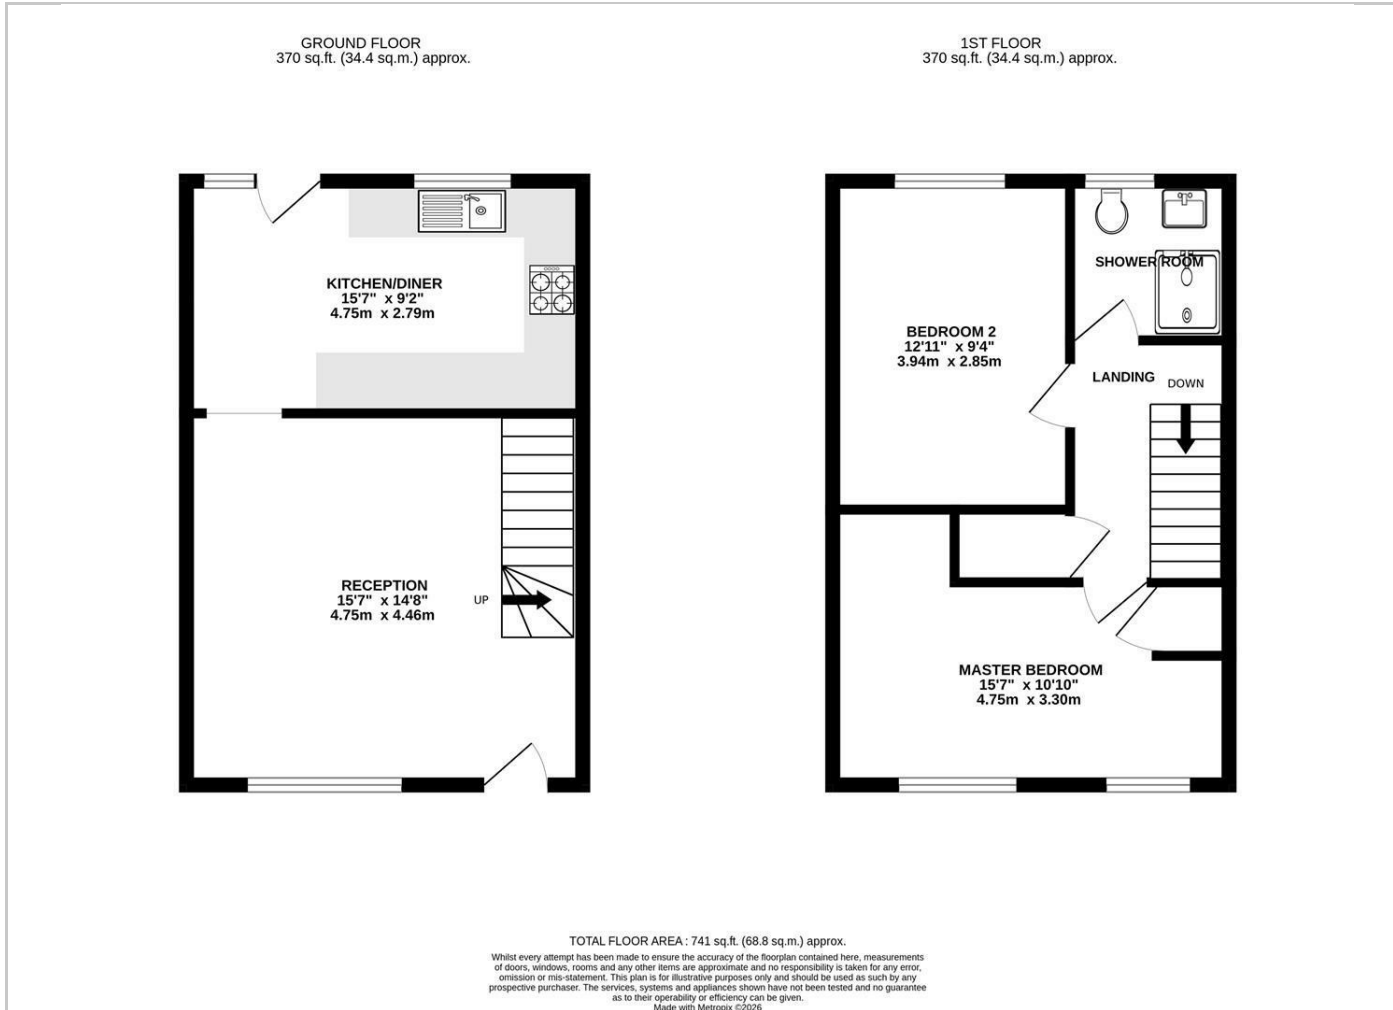 GROUND FLOOR
370 sq.ft. (34.4 sq.m.) approx.
1ST FLOOR
370 sq.ft. (34.4 sq.m.) approx.
KITCHEN/DINER
15'7" x 9'2"
4.75m x 2.79m
RECEPTION
15'7" x 14'8"
4.75m x 4.46m
UP
SHOWER ROOM
BEDROOM 2
12'11" x 9'4"
3.94m x 2.85m
LANDING
DOWN
MASTER BEDROOM
15'7" x 10'10"
4.75m x 3.30m
TOTAL FLOOR AREA : 741 sq.ft. (68.8 sq.m.) approx.
Whilst every attempt has been made to ensure the accuracy of the floorplan contained here, measurements
of doors, windows, rooms and any other items are approximate and no responsibility is taken for any error,
omission or mis-statement. This plan is for illustrative purposes only and should be used as such by any
prospective purchaser. The services, systems and appliances shown have not been tested and no guarantee
as to their operability or efficiency can be given.
Made with Metropix ©2026